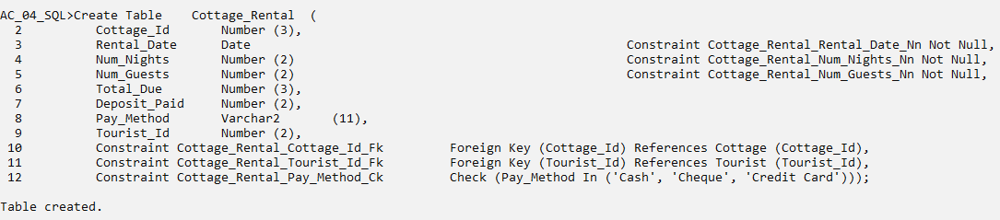 AC_04_SQL>Create Table Cottage_Rental (
2 Cottage_Id Number (3),
3 Rental_Date Date Constraint Cottage_Rental_Rental_Date_Nn Not Null,
4 Num_Nights Number (2) Constraint Cottage_Rental_Num_Nights_Nn Not Null,
5 Num_Guests Number (2) Constraint Cottage_Rental_Num_Guests_Nn Not Null,
6 Total_Due Number (3),
7 Deposit_Paid Number (2),
8 Pay_Method Varchar2 (11),
9 Tourist_Id Number (2),
10 Constraint Cottage_Rental_Cottage_Id_Fk Foreign Key (Cottage_Id) References Cottage (Cottage_Id),
11 Constraint Cottage_Rental_Tourist_Id_Fk Foreign Key (Tourist_Id) References Tourist (Tourist_Id),
12 Constraint Cottage_Rental_Pay_Method_Ck Check (Pay_Method In ('Cash', 'Cheque', 'Credit Card')));
Table created.